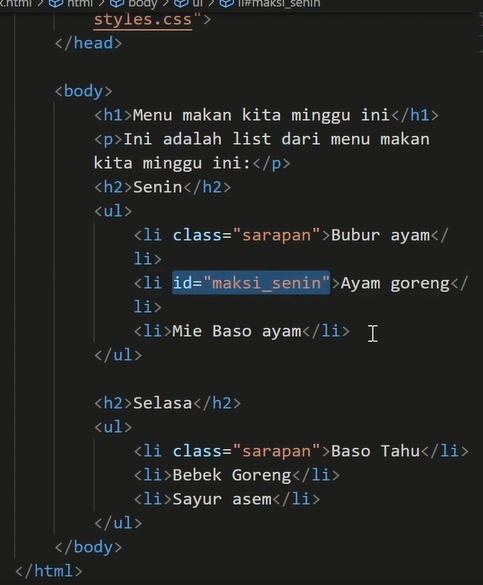 x.html > html > body > ul > li#maksi_senin
styles.css">
</head>
<body>
<h1>Menu makan kita minggu ini</h1>
<p>Ini adalah list dari menu makan
kita minggu ini:</p>
<h2>Senin</h2>
<ul>
<li class="sarapan">Bubur ayam</
li>
<li id="maksi_senin">Ayam goreng</
li>
<li>Mie Baso ayam</li>
</ul>
<h2>Selasa</h2>
<ul>
<li class="sarapan">Baso Tahu</li>
<li>Bebek Goreng</li>
<li>Sayur asem</li>
</ul>
</body>
</html>